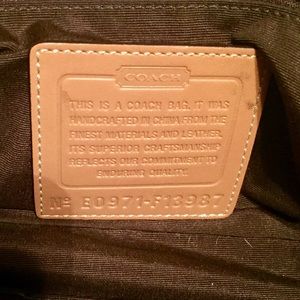 COACH
THIS IS A COACH BAG. IT WAS
HANDCRAFTED IN CHINA FROM THE
FINEST MATERIALS AND LEATHER.
ITS SUPERIOR CRAFTSMANSHIP
REFLECTS OUR COMMITMENT TO
ENDURING QUALITY.
Nº E0971-F13987